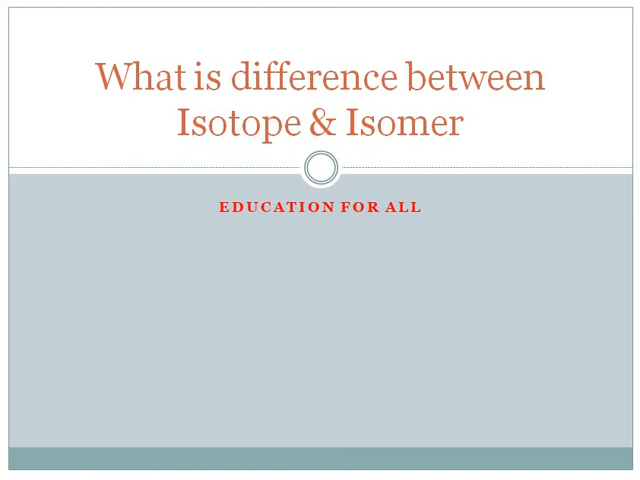 What is difference between
Isotope & Isomer
EDUCATION FOR ALL